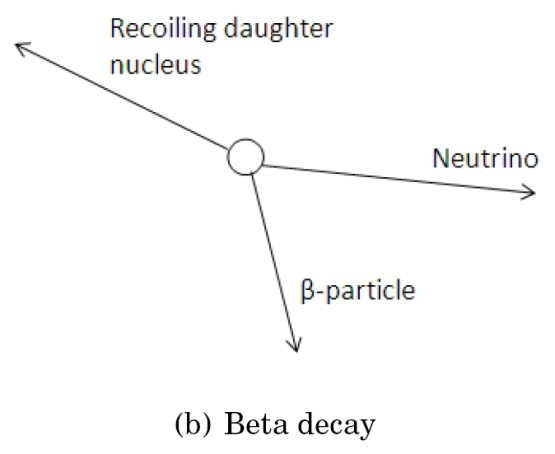 Recoiling daughter
nucleus
Neutrino
β-particle
(b) Beta decay